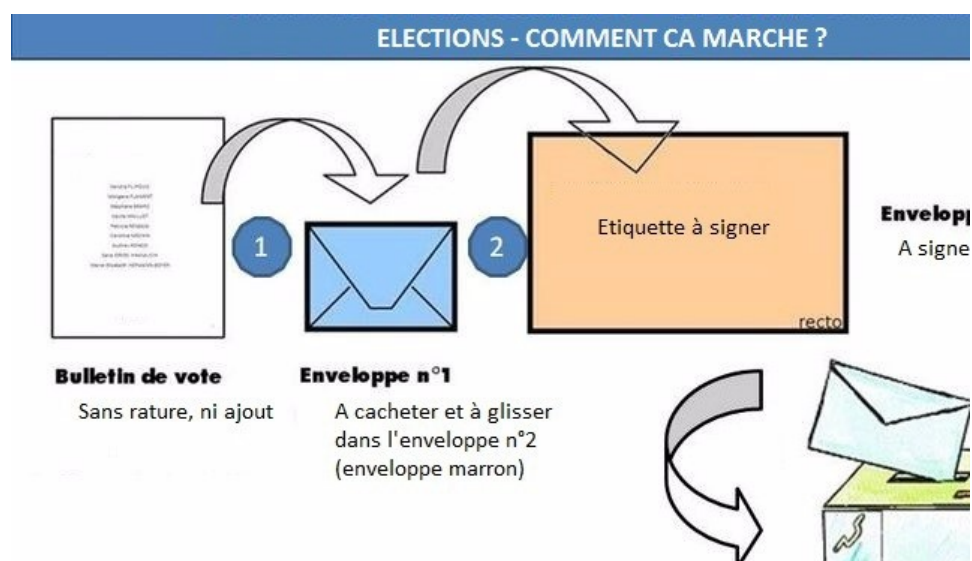 ELECTIONS - COMMENT CA MARCHE ?
1
2
Etiquette à signer
recto
Envelopp
A signe
Bulletin de vote
Sans rature, ni ajout
Enveloppe n°1
A cacheter et à glisser
dans l'enveloppe n°2
(enveloppe marron)